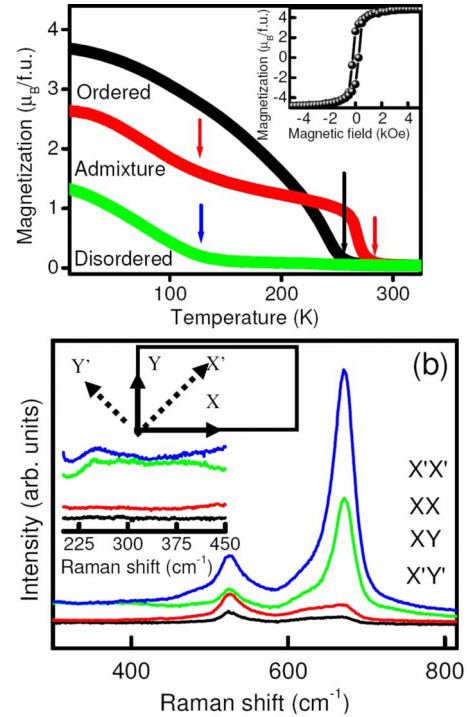 4
3
2
1
0
Magnetization (μB/f.u.)
Ordered
Admixture
Disordered
100
200
300
Temperature (K)
4
2
0
-2
-4
Magnetization (μB/f.u.)
-4
-2
0
2
4
Magnetic field (kOe)
(b)
Y'
Y
X'
X
225
300
375
450
Raman shift (cm-1)
X'X'
XX
XY
X'Y'
Intensity (arb. units)
400
600
800
Raman shift (cm-1)